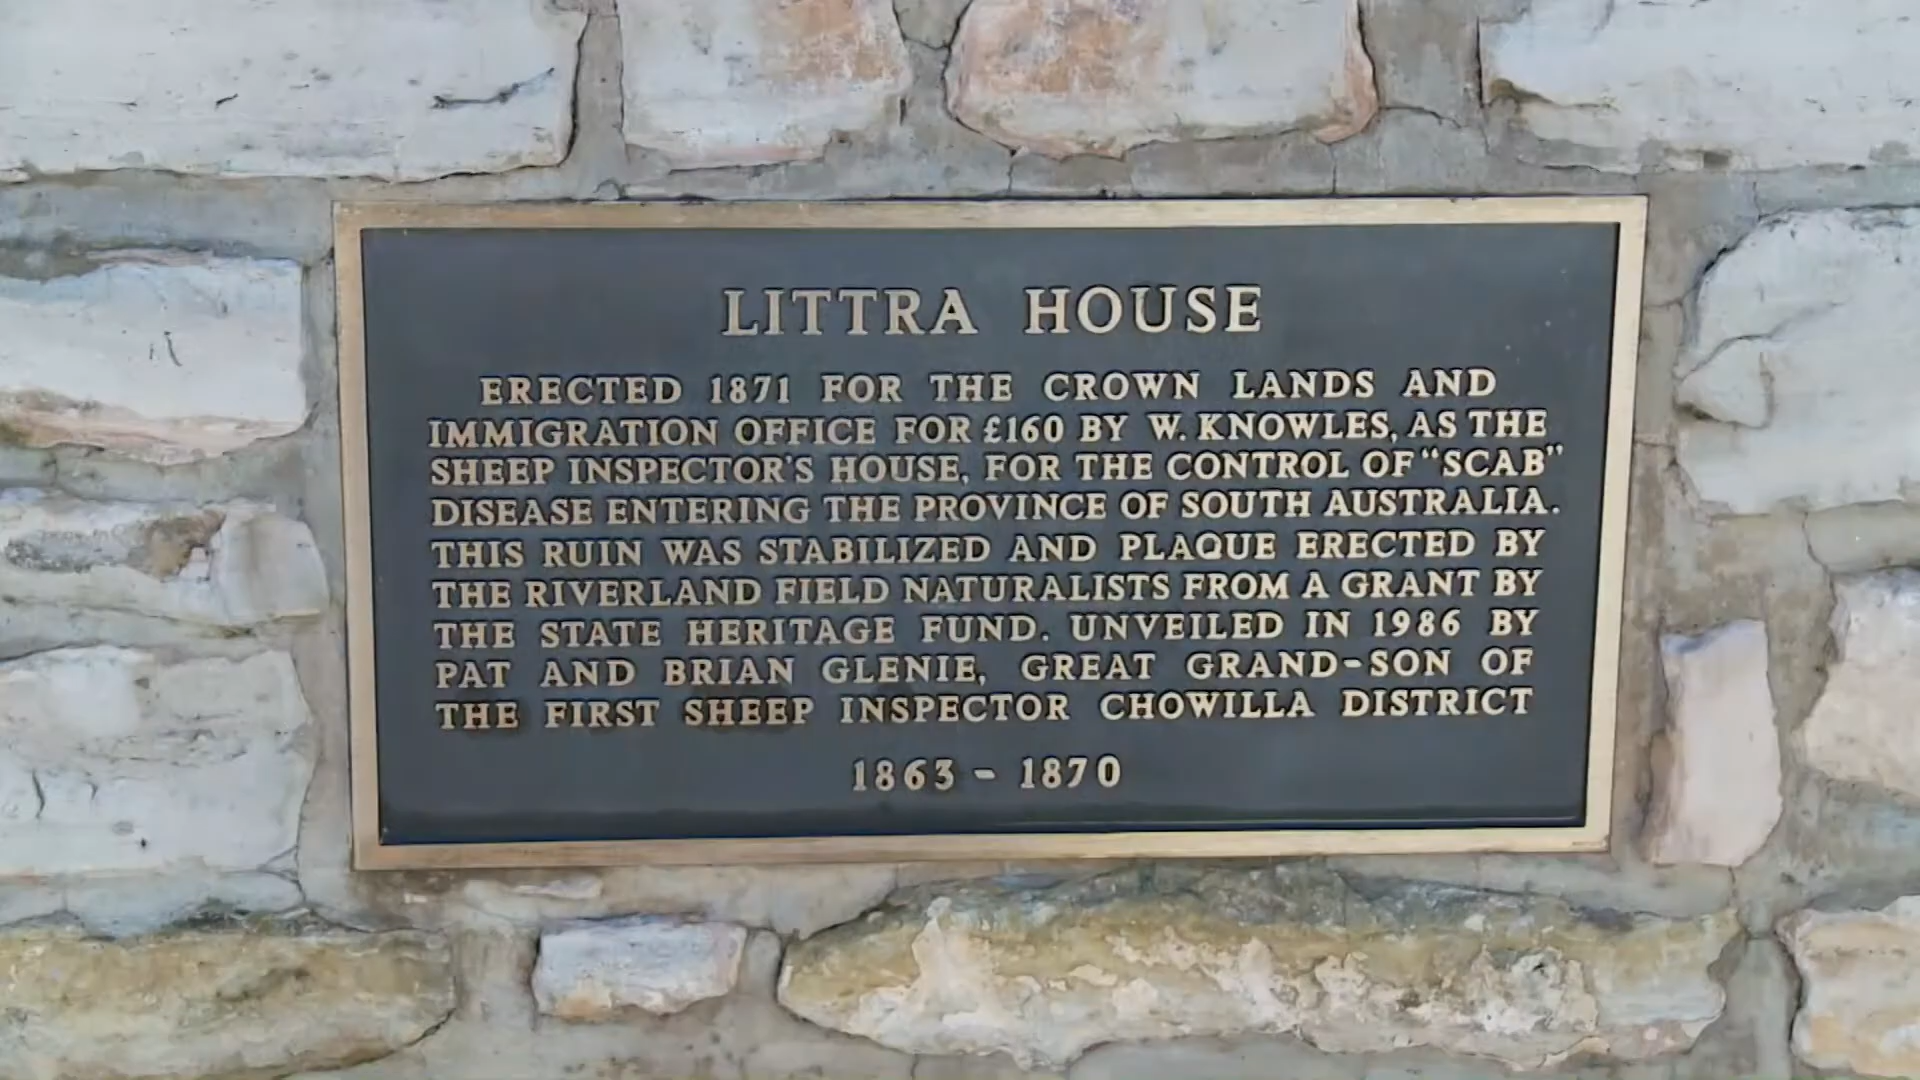 LITTRA HOUSE
ERECTED 1871 FOR THE CROWN LANDS AND
IMMIGRATION OFFICE FOR £160 BY W. KNOWLES, AS THE
SHEEP INSPECTOR'S HOUSE, FOR THE CONTROL OF "SCAB"
DISEASE ENTERING THE PROVINCE OF SOUTH AUSTRALIA.
THIS RUIN WAS STABILIZED AND PLAQUE ERECTED BY
THE RIVERLAND FIELD NATURALISTS FROM A GRANT BY
THE STATE HERITAGE FUND. UNVEILED IN 1986 BY
PAT AND BRIAN GLENIE, GREAT GRAND-SON OF
THE FIRST SHEEP INSPECTOR CHOWILLA DISTRICT
1863 - 1870